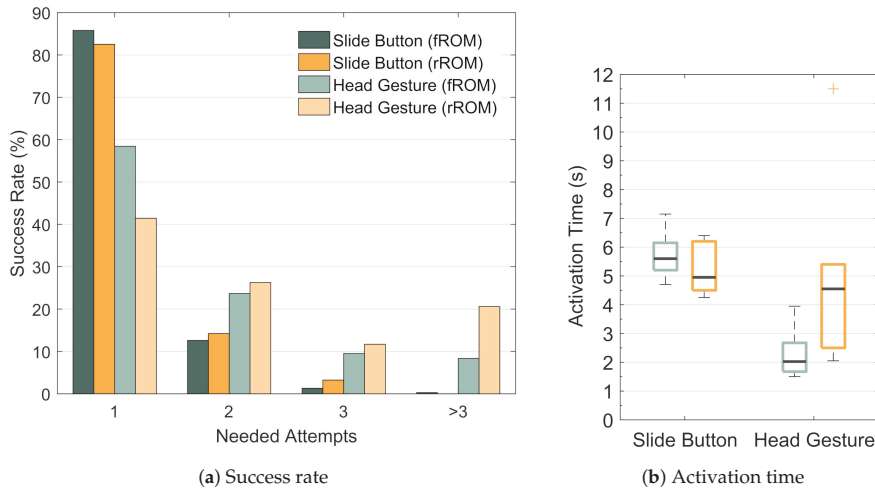 90
80
70
60
50
40
30
20
10
0
Success Rate (%)
Slide Button (fROM)
Slide Button (rROM)
Head Gesture (fROM)
Head Gesture (rROM)
1 2 3 >3
Needed Attempts
(a) Success rate
12
11
10
9
8
7
6
5
4
3
2
1
0
Activation Time (s)
Slide Button Head Gesture
(b) Activation time